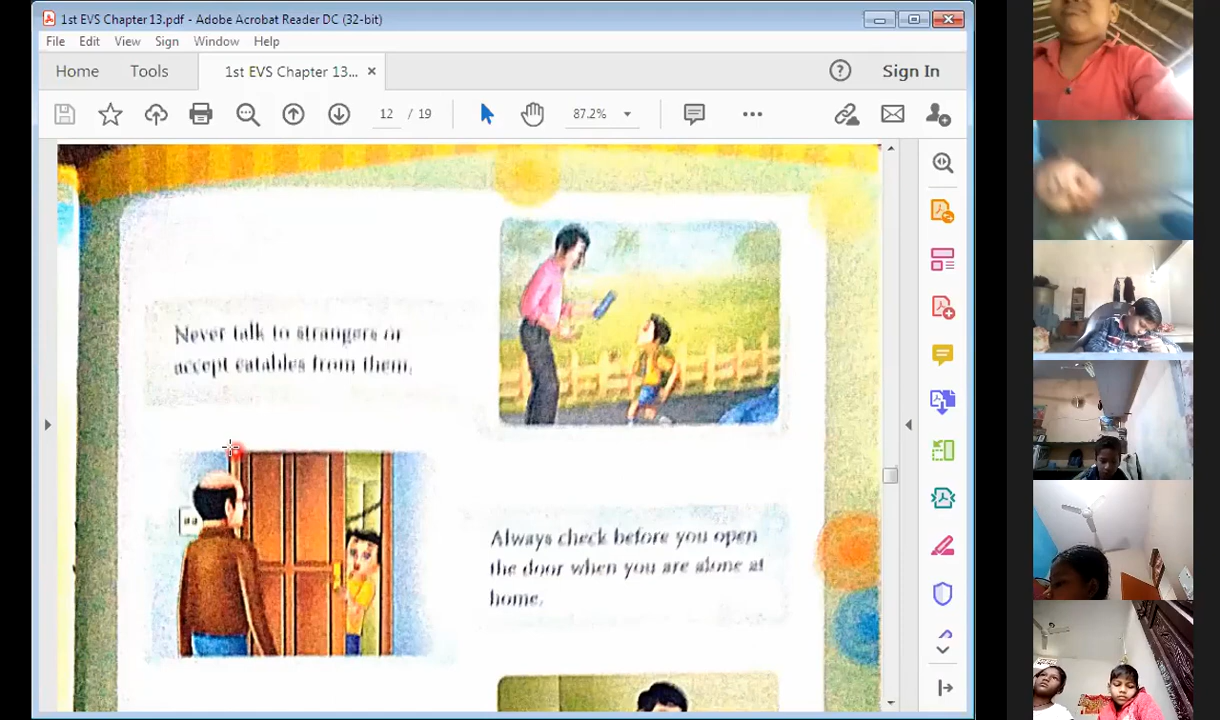 1st EVS Chapter 13.pdf - Adobe Acrobat Reader DC (32-bit)
File Edit View Sign Window Help
Home Tools 1st EVS Chapter 13... × Sign In
12 / 19 87.2%
Never talk to strangers or
accept eatables from them.
Always check before you open
the door when you are alone at
home.